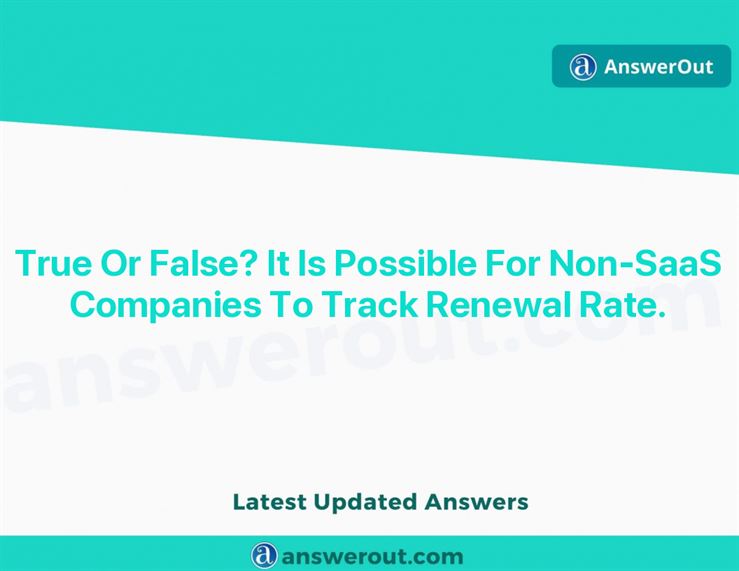 AnswerOut
True Or False? It Is Possible For Non-SaaS
Companies To Track Renewal Rate.
answerout.com
Latest Updated Answers
answerout.com